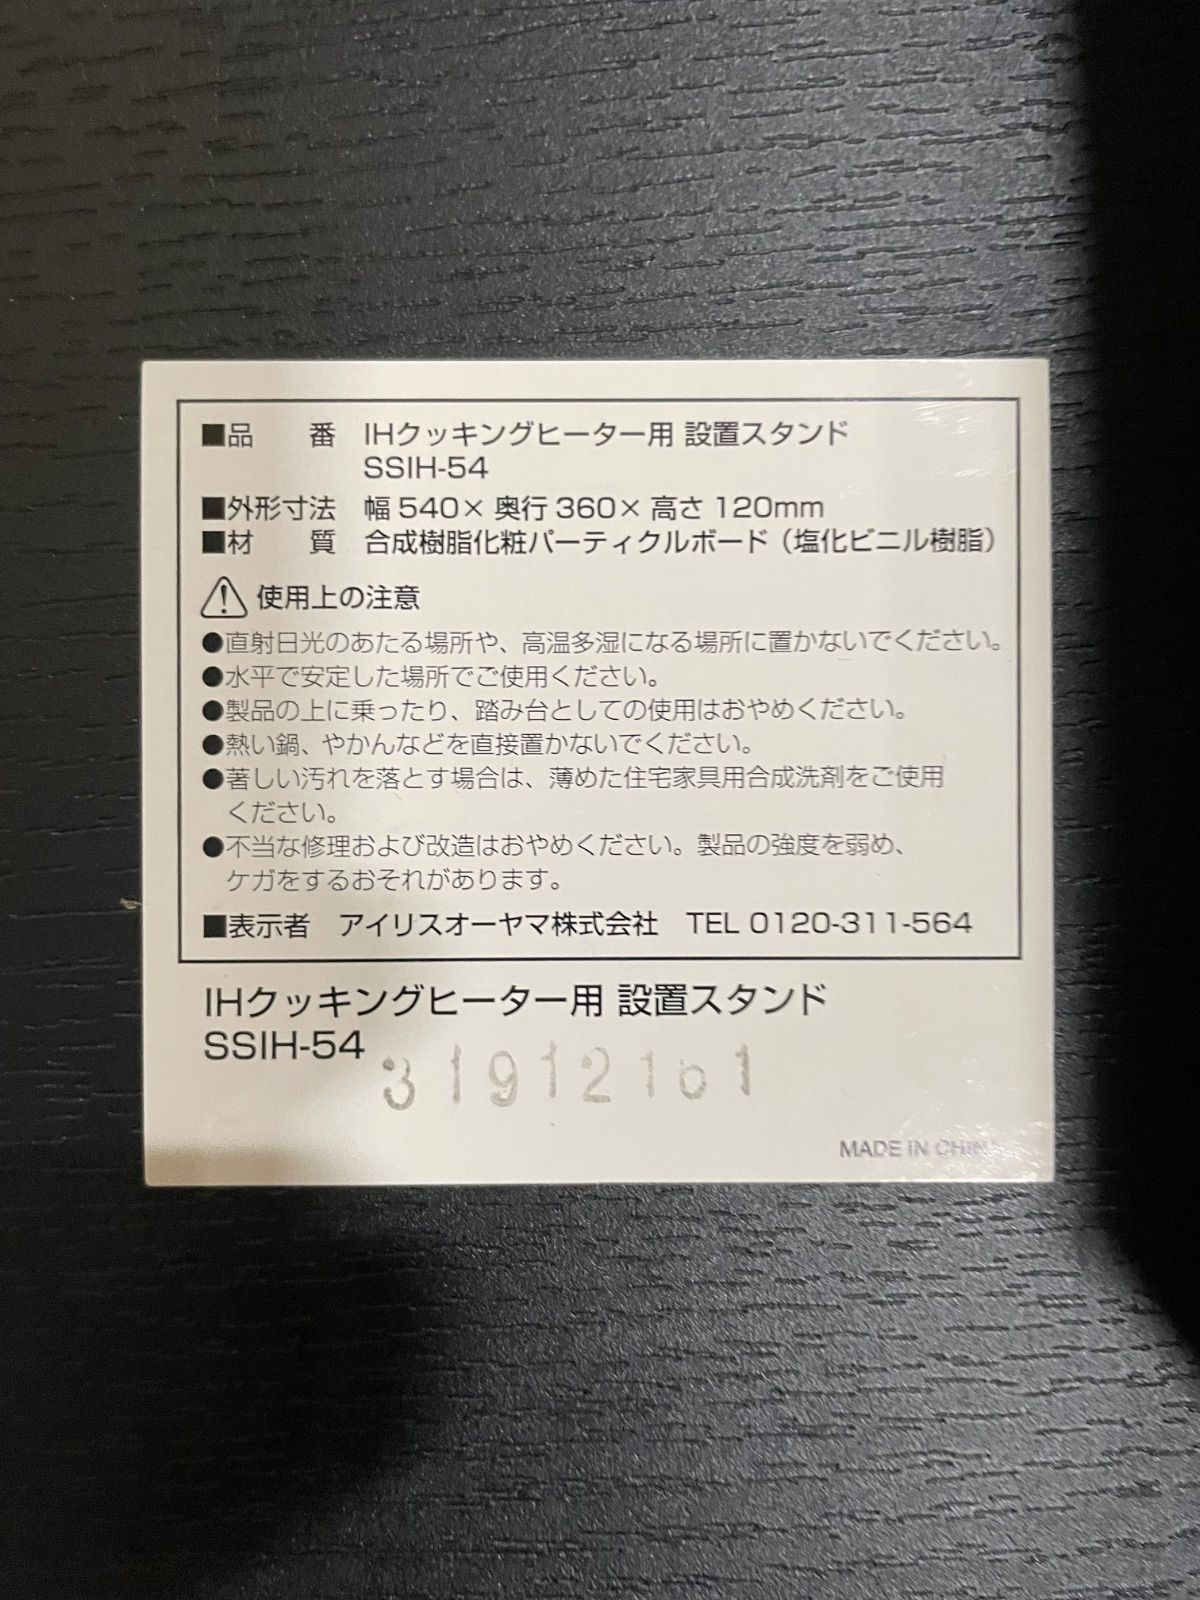 ■品　番　IHクッキングヒーター用 設置スタンド
SSIH-54
■外形寸法　幅 540× 奥行 360× 高さ 120mm
■材　質　合成樹脂化粧パーティクルボード（塩化ビニル樹脂）
使用上の注意
●直射日光のあたる場所や、高温多湿になる場所に置かないでください。
●水平で安定した場所でご使用ください。
●製品の上に乗ったり、踏み台としての使用はおやめください。
●熱い鍋、やかんなどを直接置かないでください。
●著しい汚れを落とす場合は、薄めた住宅家具用合成洗剤をご使用
ください。
●不当な修理および改造はおやめください。製品の強度を弱め、
ケガをするおそれがあります。
■表示者　アイリスオーヤマ株式会社　TEL 0120-311-564
IHクッキングヒーター用 設置スタンド
SSIH-54
MADE IN CHINA